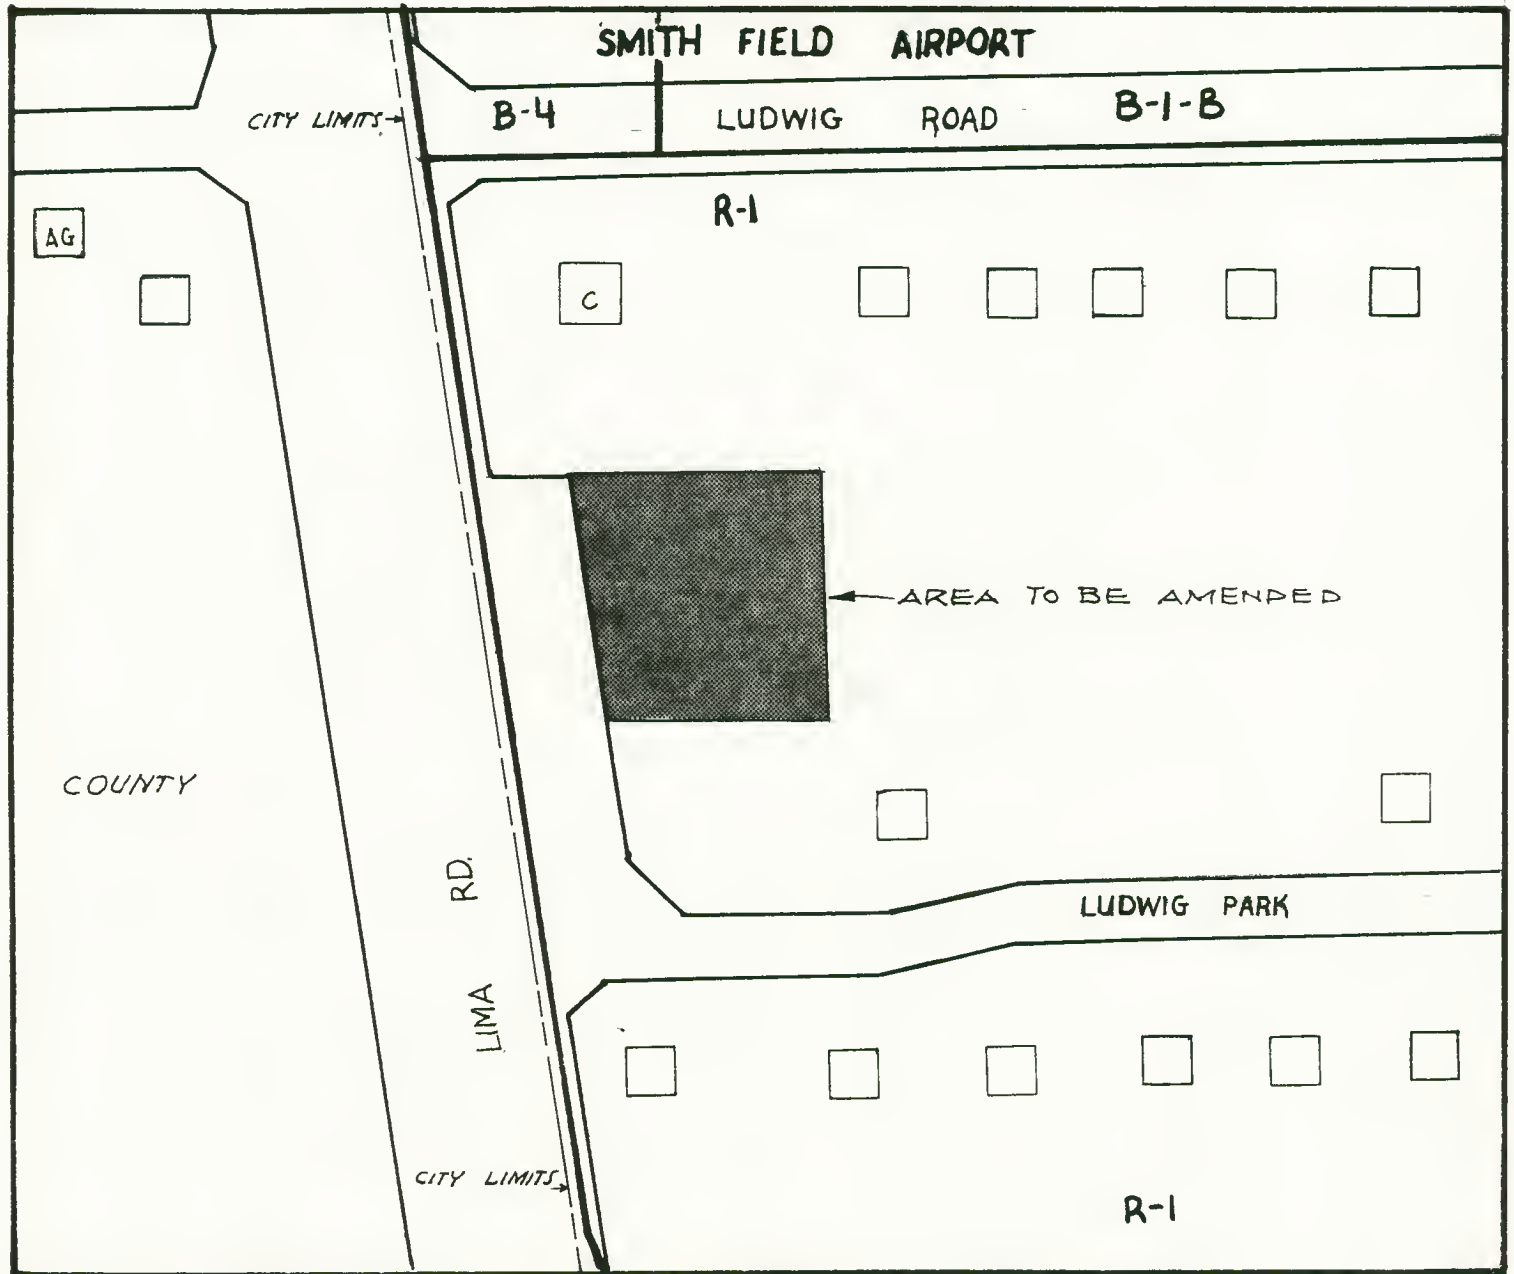 SMITH FIELD AIRPORT
CITY LIMITS
B-4
LUDWIG ROAD
B-1-B
R-1
AG
C
AREA TO BE AMENDED
COUNTY
LIMA RD.
LUDWIG PARK
CITY LIMITS
R-1